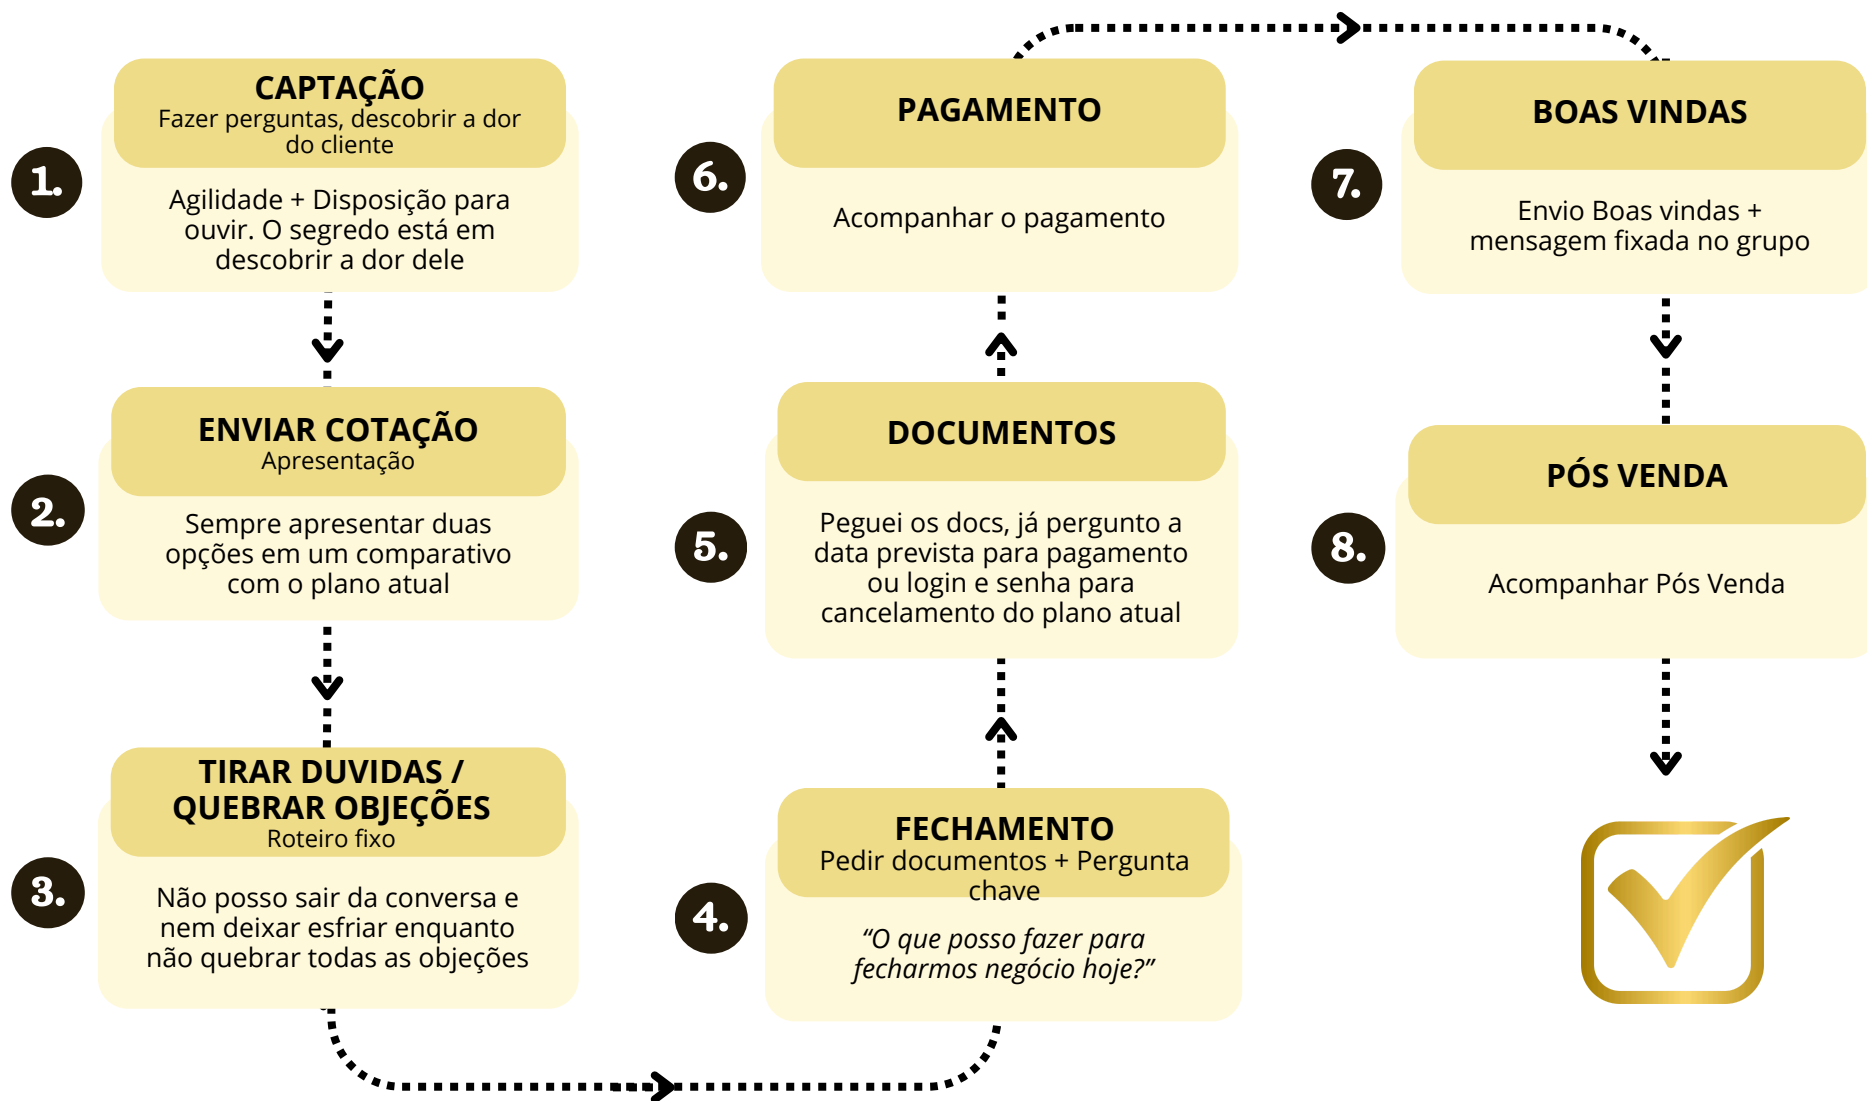 1.
CAPTAÇÃO
Fazer perguntas, descobrir a dor
do cliente
Agilidade + Disposição para
ouvir. O segredo está em
descobrir a dor dele
2.
ENVIAR COTAÇÃO
Apresentação
Sempre apresentar duas
opções em um comparativo
com o plano atual
3.
TIRAR DUVIDAS /
QUEBRAR OBJEÇÕES
Roteiro fixo
Não posso sair da conversa e
nem deixar esfriar enquanto
não quebrar todas as objeções
4.
FECHAMENTO
Pedir documentos + Pergunta
chave
“O que posso fazer para
fecharmos negócio hoje?”
5.
DOCUMENTOS
Peguei os docs, já pergunto a
data prevista para pagamento
ou login e senha para
cancelamento do plano atual
6.
PAGAMENTO
Acompanhar o pagamento
7.
BOAS VINDAS
Envio Boas vindas +
mensagem fixada no grupo
8.
PÓS VENDA
Acompanhar Pós Venda